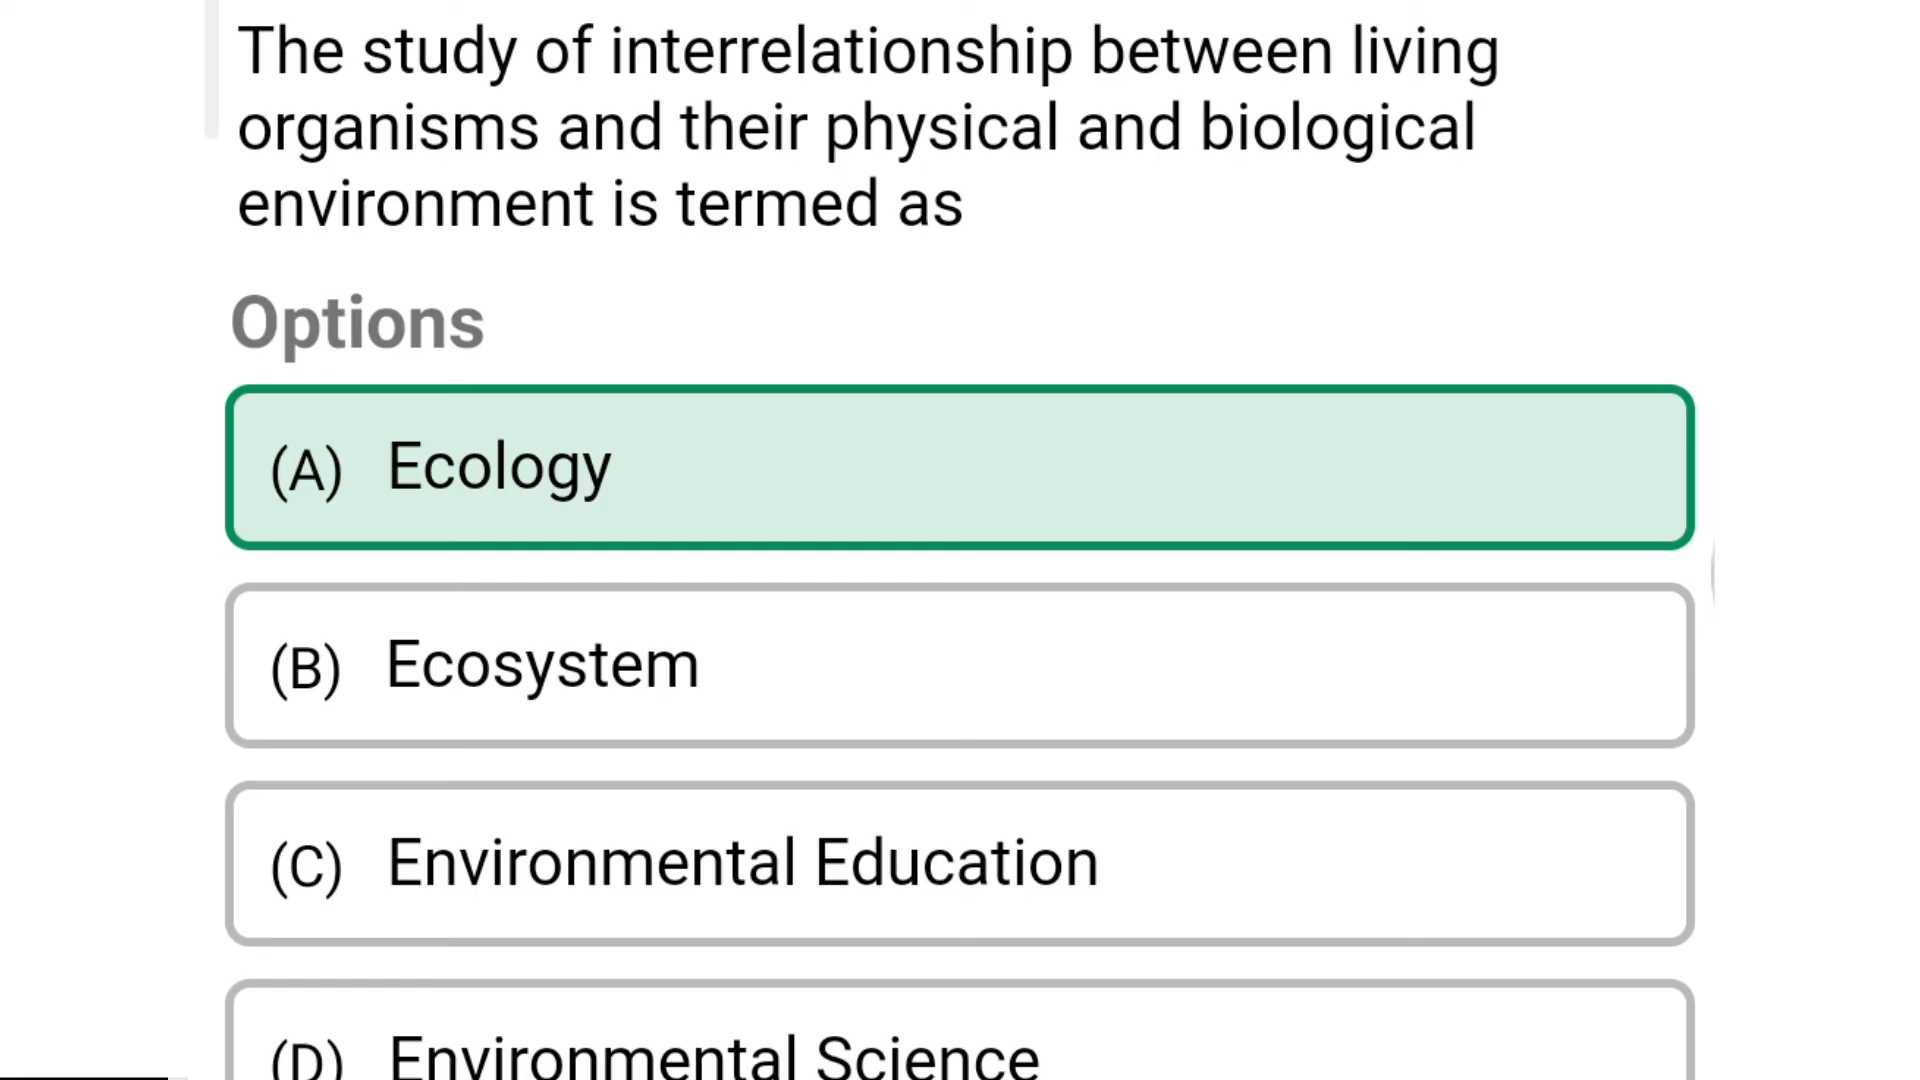 The study of interrelationship between living
organisms and their physical and biological
environment is termed as
Options
(A) Ecology
(B) Ecosystem
(C) Environmental Education
(D) Environmental Science